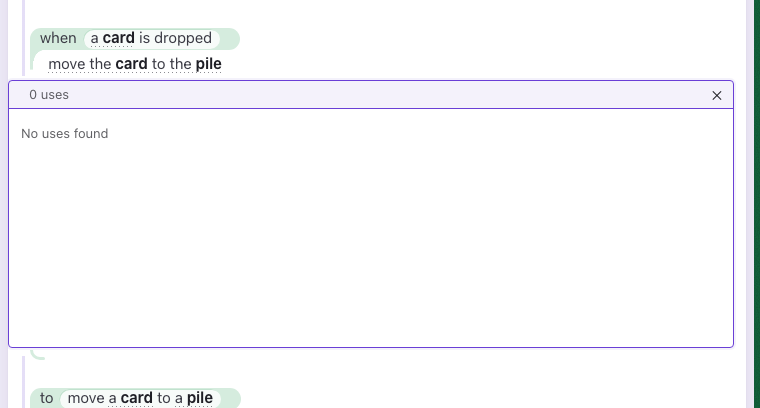 when a card is dropped
move the card to the pile
0 uses
No uses found
to move a card to a pile